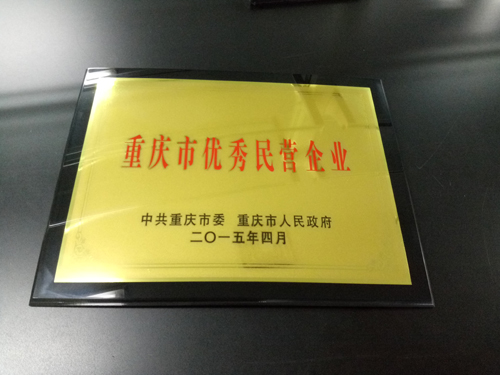 重庆市优秀民营企业
中共重庆市委 重庆市人民政府
二〇一五年四月